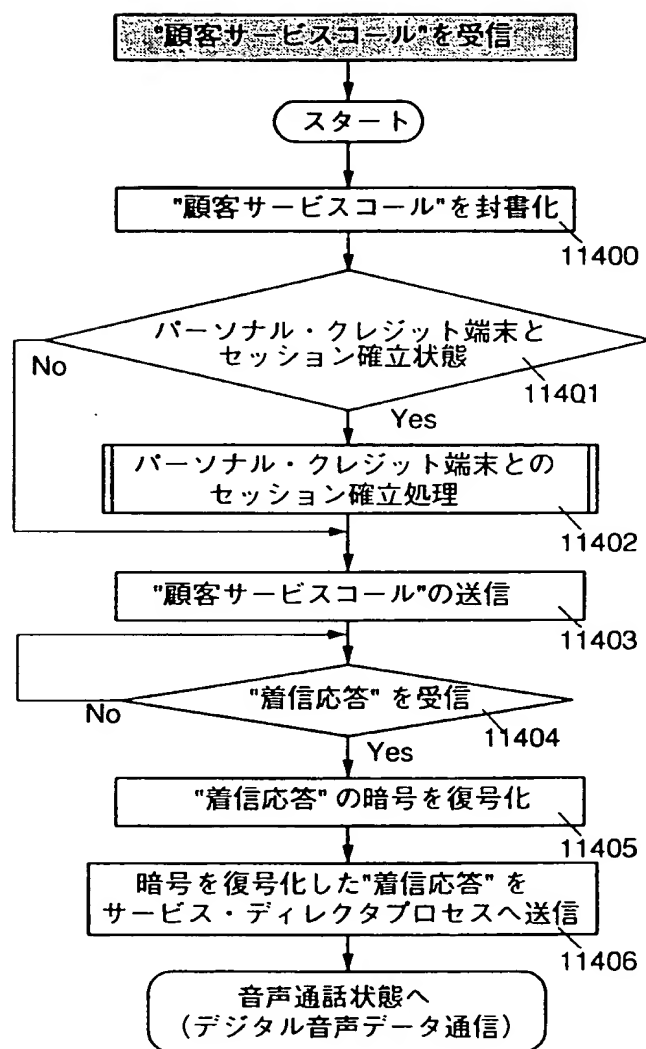 "顧客サービスコール"を受信
スタート
"顧客サービスコール"を封書化
11400
パーソナル・クレジット端末と
セッション確立状態
No
11401
Yes
パーソナル・クレジット端末との
セッション確立処理
11402
"顧客サービスコール"の送信
11403
"着信応答" を受信
No
11404
Yes
"着信応答" の暗号を復号化
11405
暗号を復号化した"着信応答" を
サービス・ディレクタプロセスへ送信
11406
音声通話状態へ
(デジタル音声データ通信)